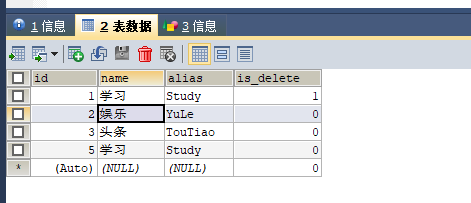 1 信息 2 表数据 3 信息
id name alias is_delete
1 学习 Study 1
2 娱乐 YuLe 0
3 头条 TouTiao 0
5 学习 Study 0
* (Auto) (NULL) (NULL) 0